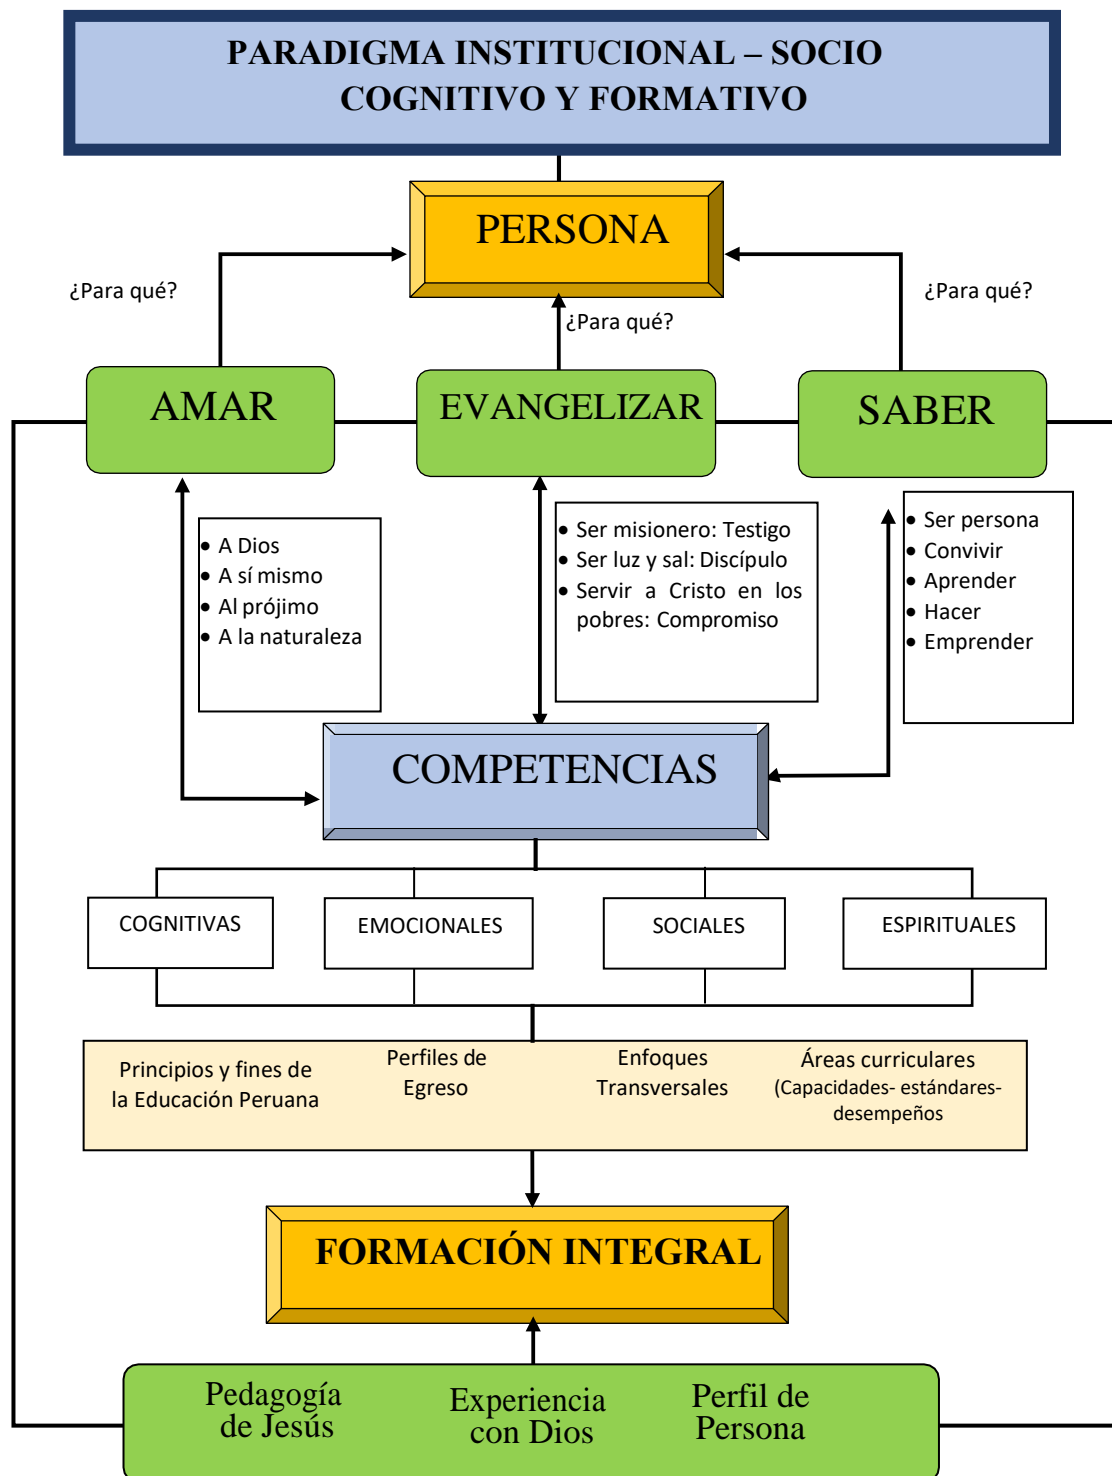 PARADIGMA INSTITUCIONAL – SOCIO
COGNITIVO Y FORMATIVO
PERSONA
¿Para qué?
¿Para qué?
¿Para qué?
AMAR
EVANGELIZAR
SABER
• A Dios
• A sí mismo
• Al prójimo
• A la naturaleza
• Ser misionero: Testigo
• Ser luz y sal: Discípulo
• Servir a Cristo en los
pobres: Compromiso
• Ser persona
• Convivir
• Aprender
• Hacer
• Emprender
COMPETENCIAS
COGNITIVAS
EMOCIONALES
SOCIALES
ESPIRITUALES
Principios y fines de
la Educación Peruana
Perfiles de
Egreso
Enfoques
Transversales
Áreas curriculares
(Capacidades- estándares-
desempeños
FORMACIÓN INTEGRAL
Pedagogía
de Jesús
Experiencia
con Dios
Perfil de
Persona